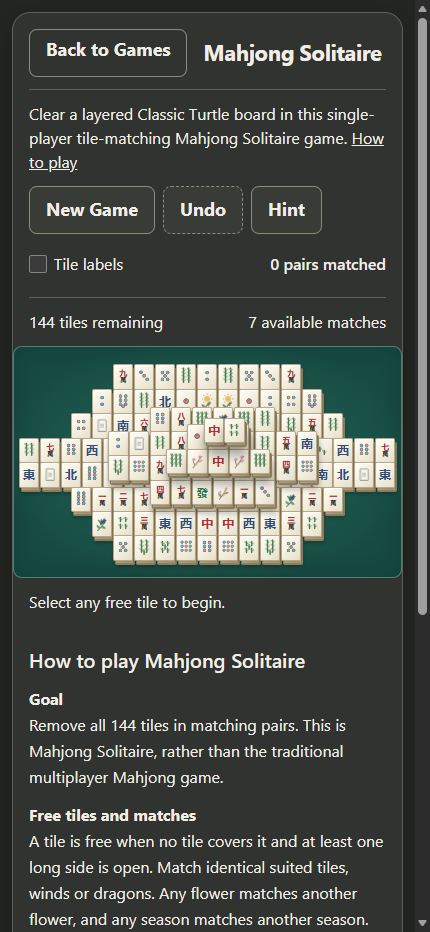 Back to Games
Mahjong Solitaire
Clear a layered Classic Turtle board in this single-
player tile-matching Mahjong Solitaire game. How
to play
New Game
Undo
Hint
Tile labels
0 pairs matched
144 tiles remaining
7 available matches
Select any free tile to begin.
How to play Mahjong Solitaire
Goal
Remove all 144 tiles in matching pairs. This is
Mahjong Solitaire, rather than the traditional
multiplayer Mahjong game.
Free tiles and matches
A tile is free when no tile covers it and at least one
long side is open. Match identical suited tiles,
winds or dragons. Any flower matches another
flower, and any season matches another season.